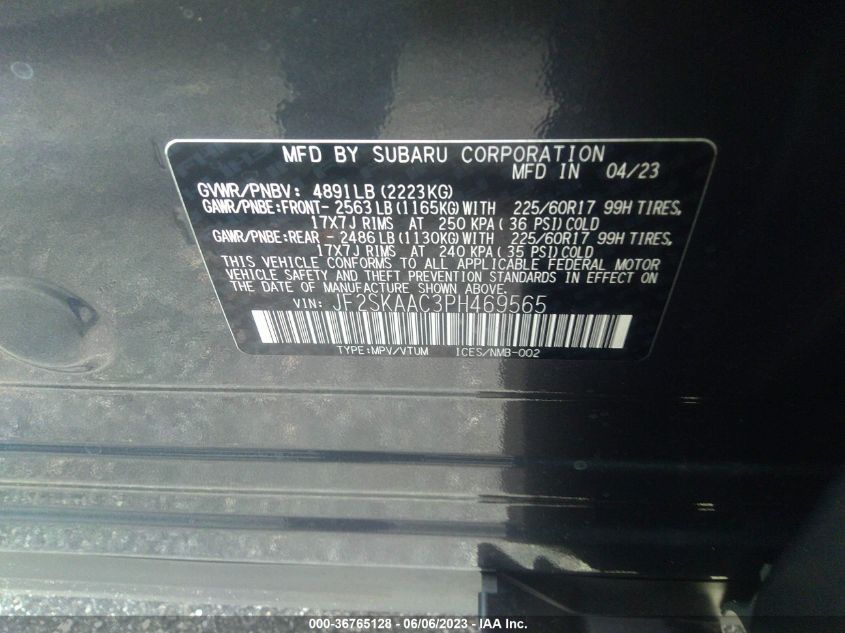 MFD BY SUBARU CORPORATION
MFD IN 04/23
GVWR/PNBV: 4891LB (2223KG)
GAWR/PNBE:FRONT- 2563 LB (1165KG) WITH 225/60R17 99H TIRES,
17X7J RIMS AT 250 KPA ( 36 PSI) COLD
GAWR/PNBE:REAR - 2486 LB (1130KG) WITH 225/60R17 99H TIRES,
17X7J RIMS AT 240 KPA ( 35 PSI) COLD
THIS VEHICLE CONFORMS TO ALL APPLICABLE FEDERAL MOTOR
VEHICLE SAFETY AND THEFT PREVENTION STANDARDS IN EFFECT ON
THE DATE OF MANUFACTURE SHOWN ABOVE.
VIN: JF2SKAAC3PH469565
TYPE:MPV/VTUM ICES/NMB-002
000-36765128 - 06/06/2023 - IAA Inc.